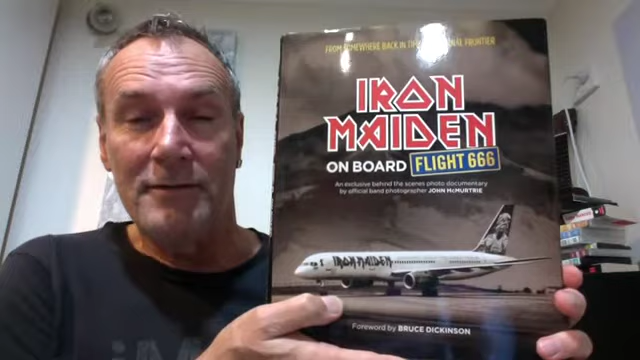 IRON
MAIDEN
ON BOARD FLIGHT 666
An exclusive behind the scenes photo documentary
by official band photographer JOHN McMURTRIE
IRON MAIDEN
Foreword by BRUCE DICKINSON
FROM SOMEWHERE BACK IN FRONTIER